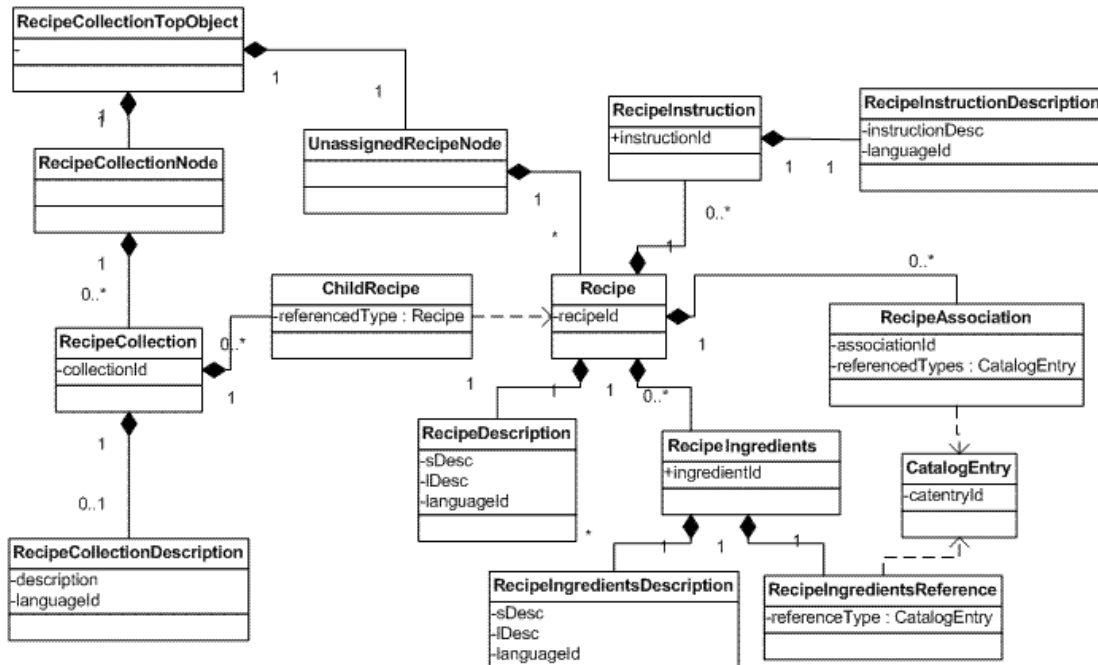 RecipeCollectionTopObject
-
1
1
1
1
RecipeCollectionNode
UnassignedRecipeNode
RecipeInstruction
+instructionId
RecipeInstructionDescription
-instructionDesc
-languageId
1
1
1
0..*
1
*
0..*
1
0..*
ChildRecipe
-referencedType : Recipe
Recipe
-recipeId
RecipeAssociation
-associationId
-referencedTypes : CatalogEntry
RecipeCollection
-collectionId
0..*
1
1
1
1
1
0..*
1
RecipeDescription
-sDesc
-lDesc
-languageId
*
RecipeIngredients
+ingredientId
CatalogEntry
-catentryId
0..1
1
1
1
RecipeCollectionDescription
-description
-languageId
RecipeIngredientsDescription
-sDesc
-lDesc
-languageId
*
RecipeIngredientsReference
-referenceType : CatalogEntry